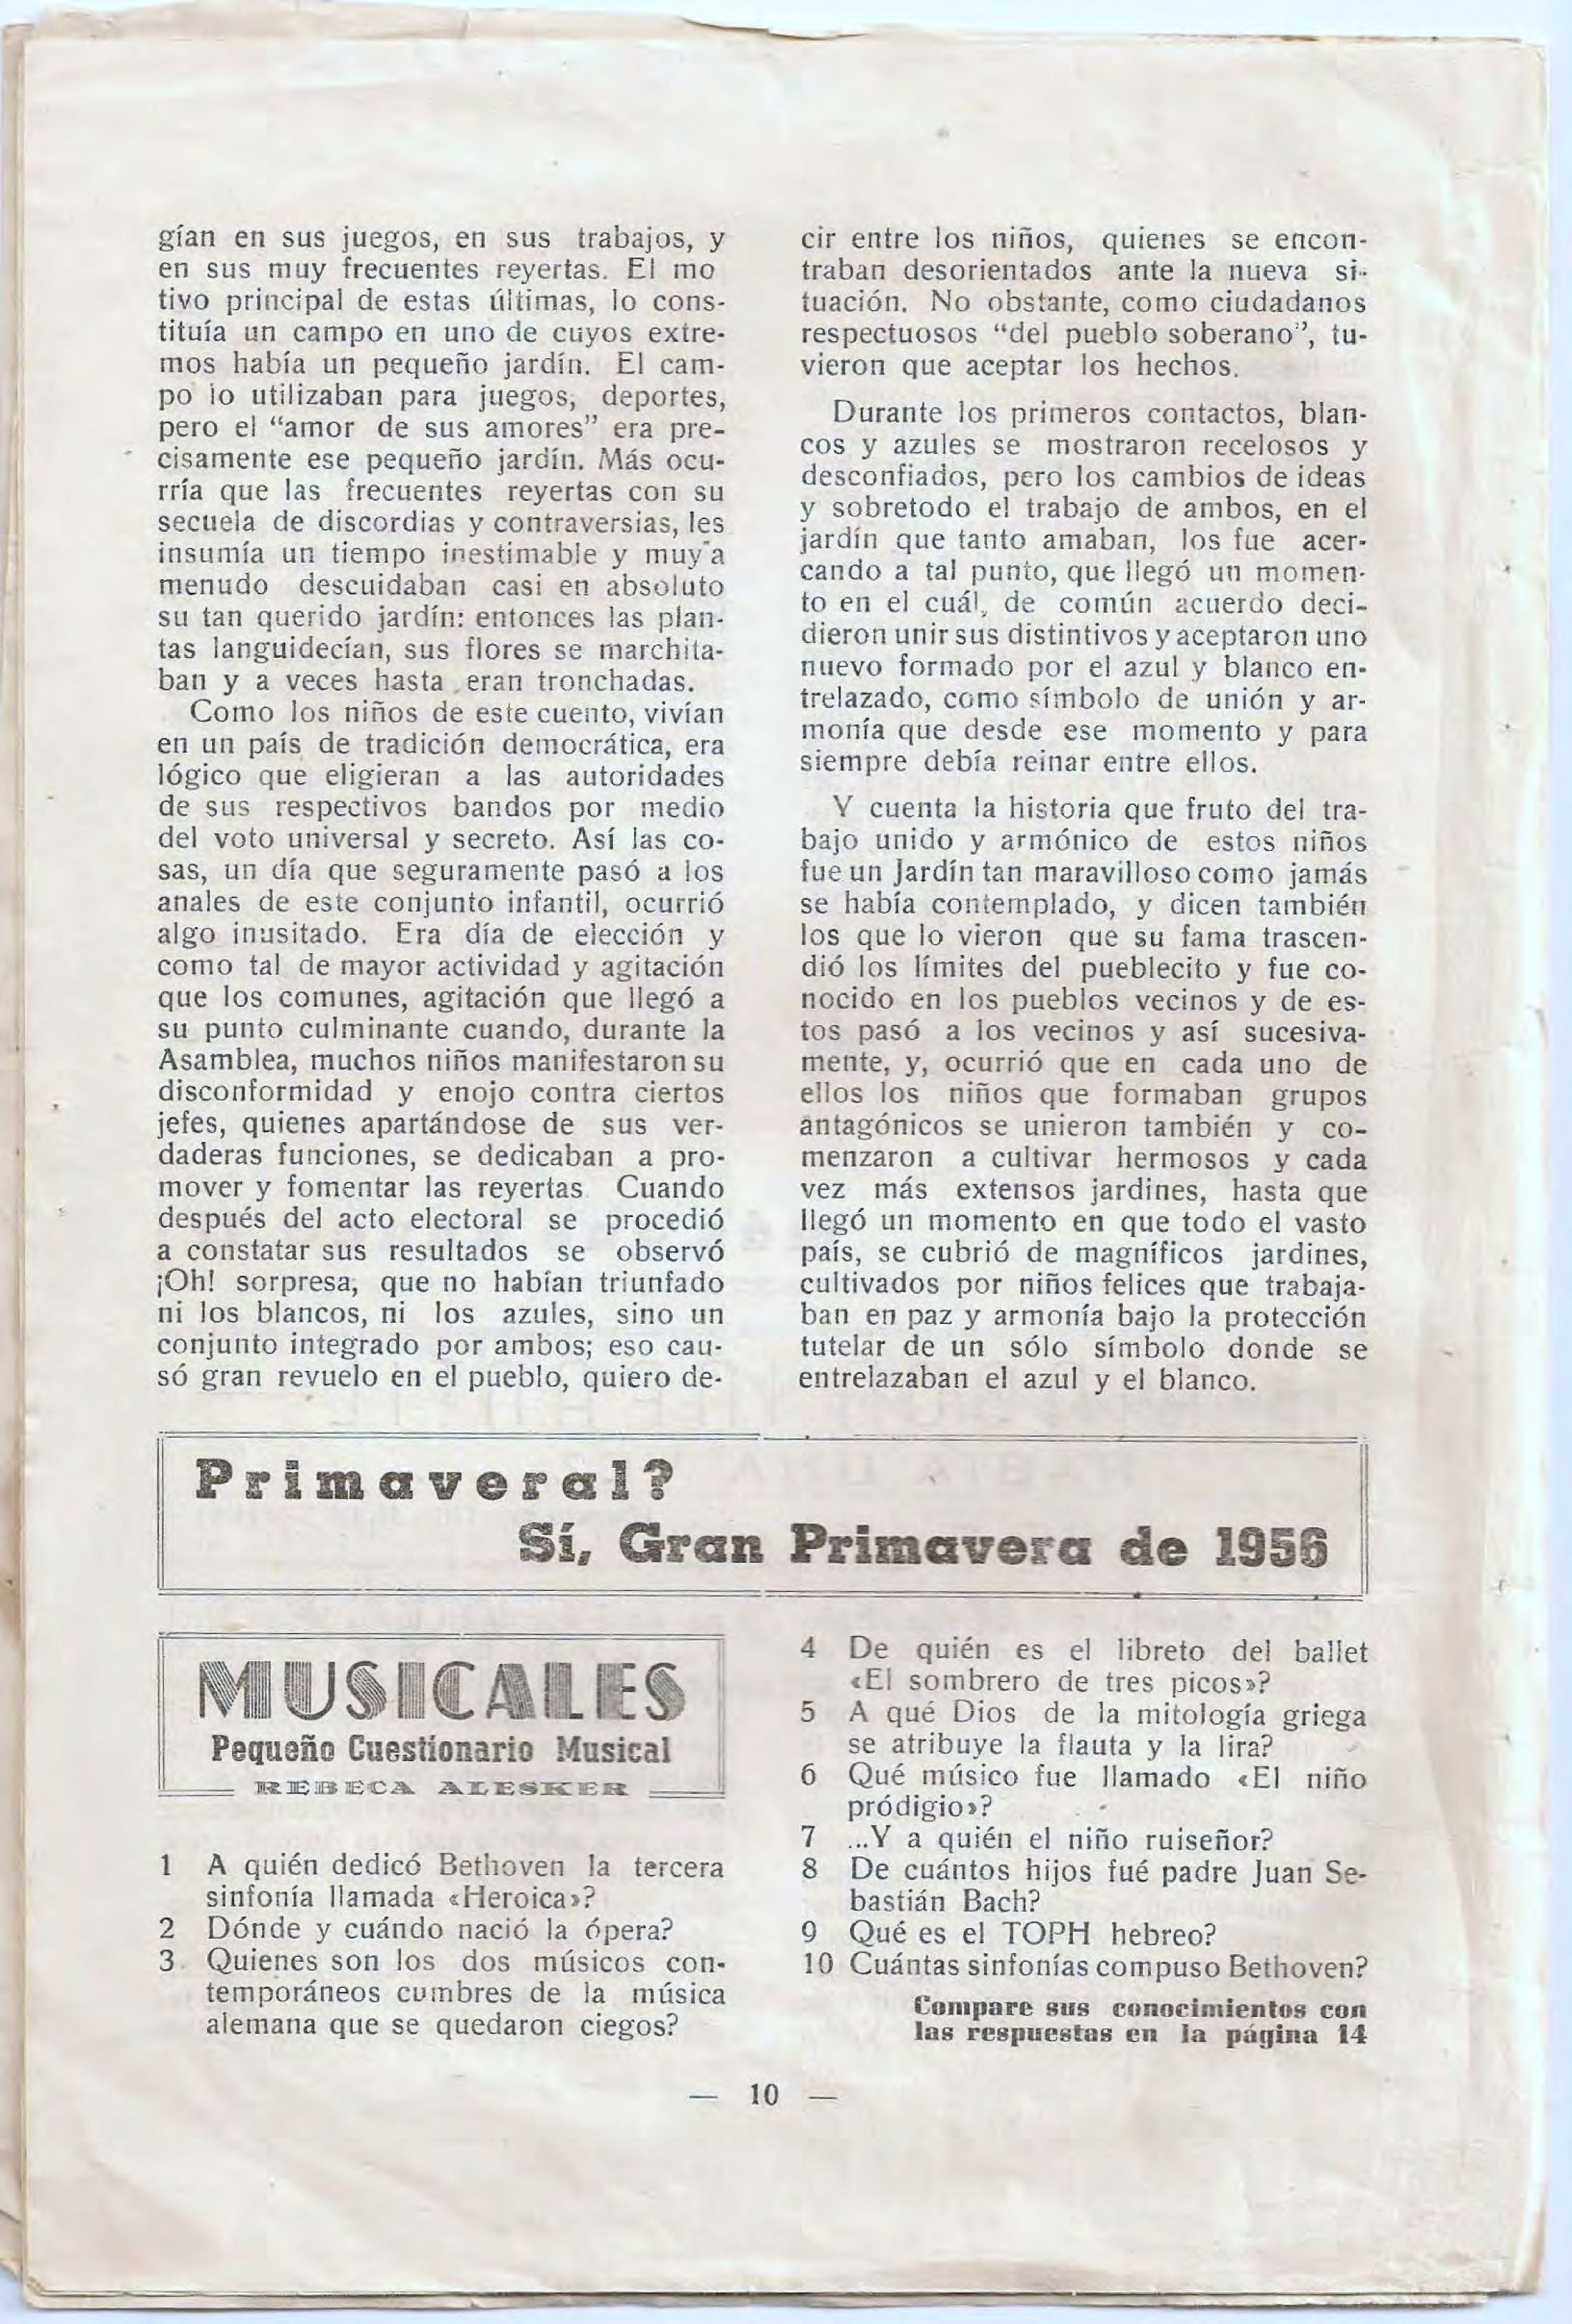 gían en sus juegos, en sus trabajos, y
en sus muy frecuentes reyertas. El mo
tivo principal de estas últimas, lo cons-
tituía un campo en uno de cuyos extre-
mos había un pequeño jardín. El cam-
po lo utilizaban para juegos, deportes,
pero el “amor de sus amores” era pre-
cisamente ese pequeño jardín. Más ocu-
rría que las frecuentes reyertas con su
secuela de discordias y contraversias, les
insumía un tiempo inestimable y muy a
menudo descuidaban casi en absoluto
su tan querido jardín: entonces las plan-
tas languidecían, sus flores se marchita-
ban y a veces hasta eran tronchadas.
Como los niños de este cuento, vivían
en un país de tradición democrática, era
lógico que eligieran a las autoridades
de sus respectivos bandos por medio
del voto universal y secreto. Así las co-
sas, un día que seguramente pasó a los
anales de este conjunto infantil, ocurrió
algo inusitado. Era día de elección y
como tal de mayor actividad y agitación
que los comunes, agitación que llegó a
su punto culminante cuando, durante la
Asamblea, muchos niños manifestaron su
disconformidad y enojo contra ciertos
jefes, quienes apartándose de sus ver-
daderas funciones, se dedicaban a pro-
mover y fomentar las reyertas Cuando
después del acto electoral se procedió
a constatar sus resultados se observó
¡Oh! sorpresa, que no habían triunfado
ni los blancos, ni los azules, sino un
conjunto integrado por ambos; eso cau-
só gran revuelo en el pueblo, quiero de-
cir entre los niños, quienes se encon-
traban desorientados ante la nueva si-
tuación. No obstante, como ciudadanos
respectuosos “del pueblo soberano”, tu-
vieron que aceptar los hechos.
Durante los primeros contactos, blan-
cos y azules se mostraron recelosos y
desconfiados, pero los cambios de ideas
y sobretodo el trabajo de ambos, en el
jardín que tanto amaban, los fue acer-
cando a tal punto, que llegó un momen-
to en el cuál, de común acuerdo deci-
dieron unir sus distintivos y aceptaron uno
nuevo formado por el azul y blanco en-
trelazado, como símbolo de unión y ar-
monía que desde ese momento y para
siempre debía reinar entre ellos.
Y cuenta la historia que fruto del tra-
bajo unido y armónico de estos niños
fue un Jardín tan maravilloso como jamás
se había contemplado, y dicen también
los que lo vieron que su fama trascen-
dió los límites del pueblecito y fue co-
nocido en los pueblos vecinos y de es-
tos pasó a los vecinos y así sucesiva-
mente, y, ocurrió que en cada uno de
ellos los niños que formaban grupos
antagónicos se unieron también y co-
menzaron a cultivar hermosos y cada
vez más extensos jardines, hasta que
llegó un momento en que todo el vasto
país, se cubrió de magníficos jardines,
cultivados por niños felices que trabaja-
ban en paz y armonía bajo la protección
tutelar de un sólo símbolo donde se
entrelazaban el azul y el blanco.
Primaveral?
Sí, Gran Primavera de 1956
MUSICALES
Pequeño Cuestionario Musical
REBECA ALESKER
1 A quién dedicó Bethoven la tercera
sinfonía llamada «Heroica»?
2 Dónde y cuándo nació la ópera?
3 Quienes son los dos músicos con-
temporáneos cumbres de la música
alemana que se quedaron ciegos?
4 De quién es el libreto del ballet
«El sombrero de tres picos»?
5 A qué Dios de la mitología griega
se atribuye la flauta y la lira?
6 Qué músico fue llamado «El niño
pródigio»?
7 ...Y a quién el niño ruiseñor?
8 De cuántos hijos fué padre Juan Se-
bastián Bach?
9 Qué es el TOPH hebreo?
10 Cuántas sinfonías compuso Bethoven?
Compare sus conocimientos con
las respuestas en la página 14
— 10 —